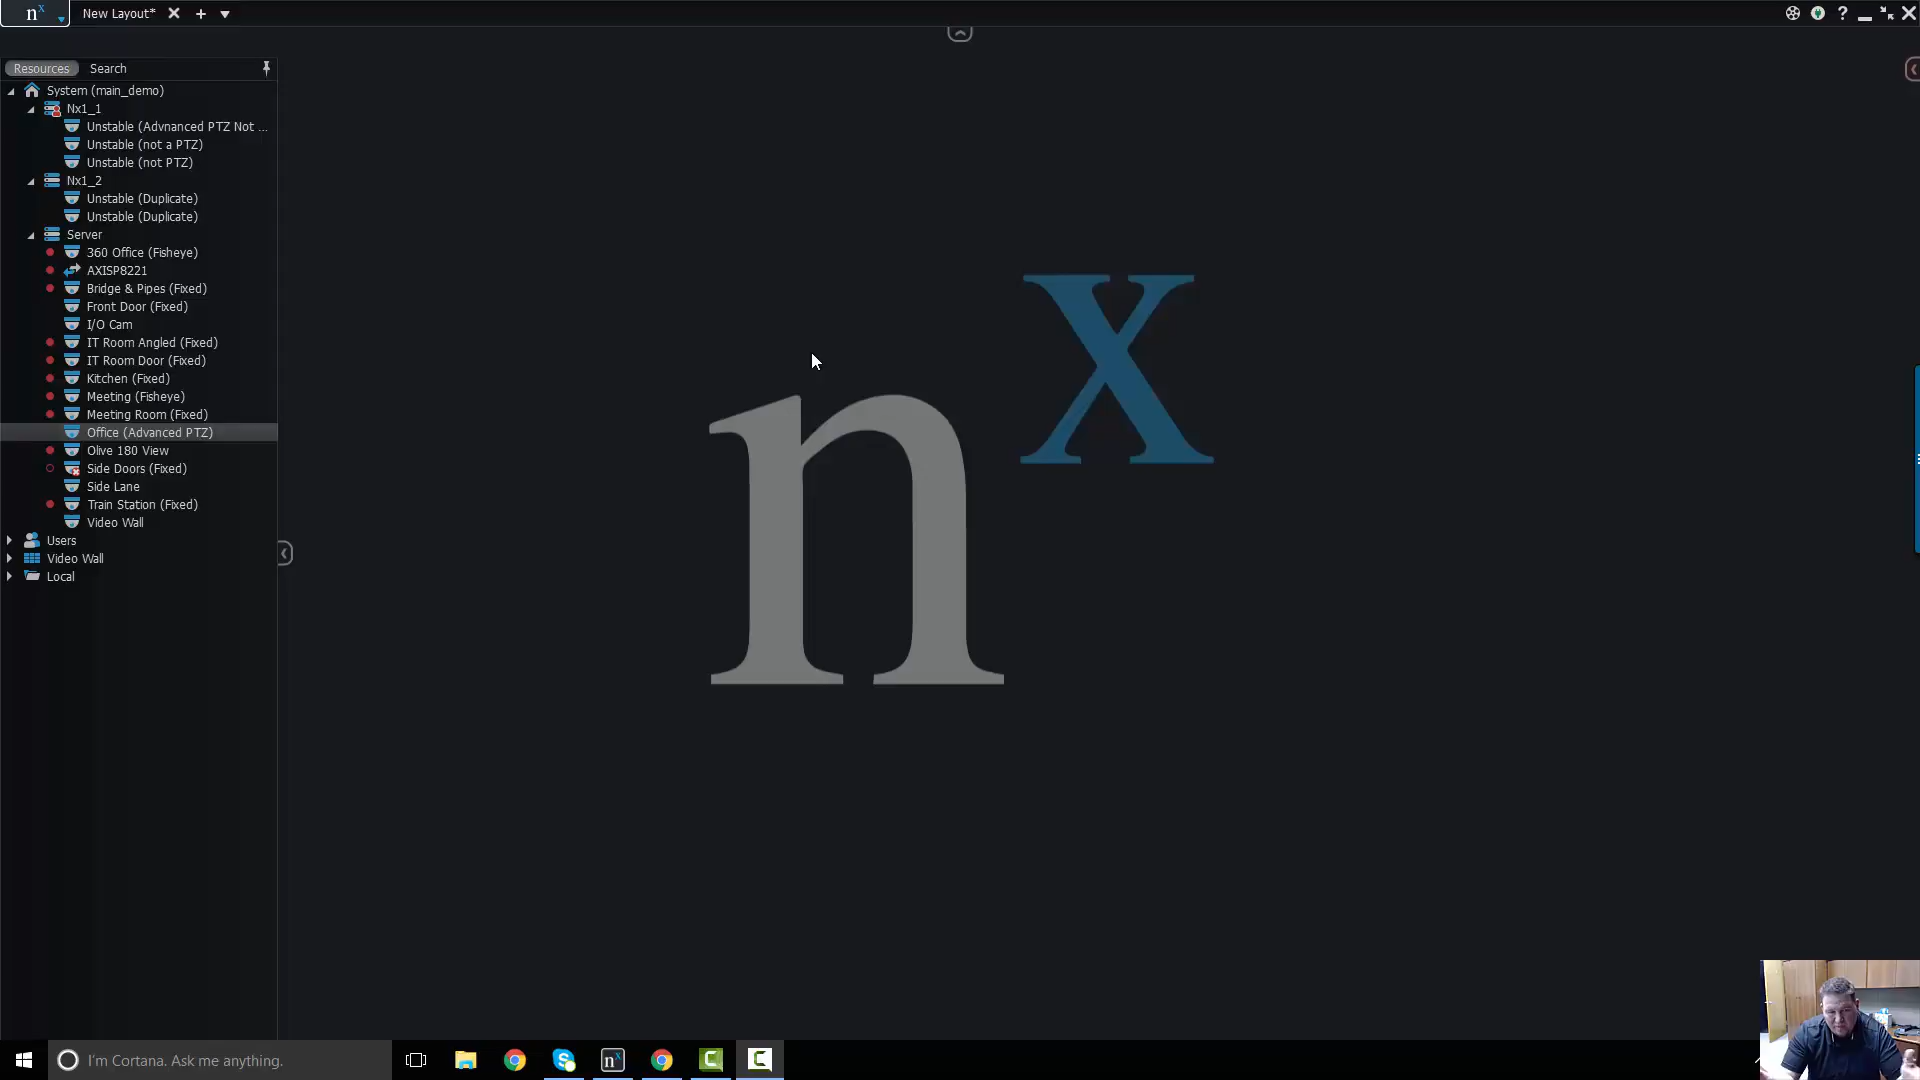 nx
New Layout*
?
Resources
Search
System (main_demo)
Nx1_1
Unstable (Advnanced PTZ Not ...
Unstable (not a PTZ)
Unstable (not PTZ)
Nx1_2
Unstable (Duplicate)
Unstable (Duplicate)
Server
360 Office (Fisheye)
AXISP8221
Bridge & Pipes (Fixed)
Front Door (Fixed)
I/O Cam
IT Room Angled (Fixed)
IT Room Door (Fixed)
Kitchen (Fixed)
Meeting (Fisheye)
Meeting Room (Fixed)
Office (Advanced PTZ)
Olive 180 View
Side Doors (Fixed)
Side Lane
Train Station (Fixed)
Video Wall
Users
Video Wall
Local
nx
I'm Cortana. Ask me anything.
nx